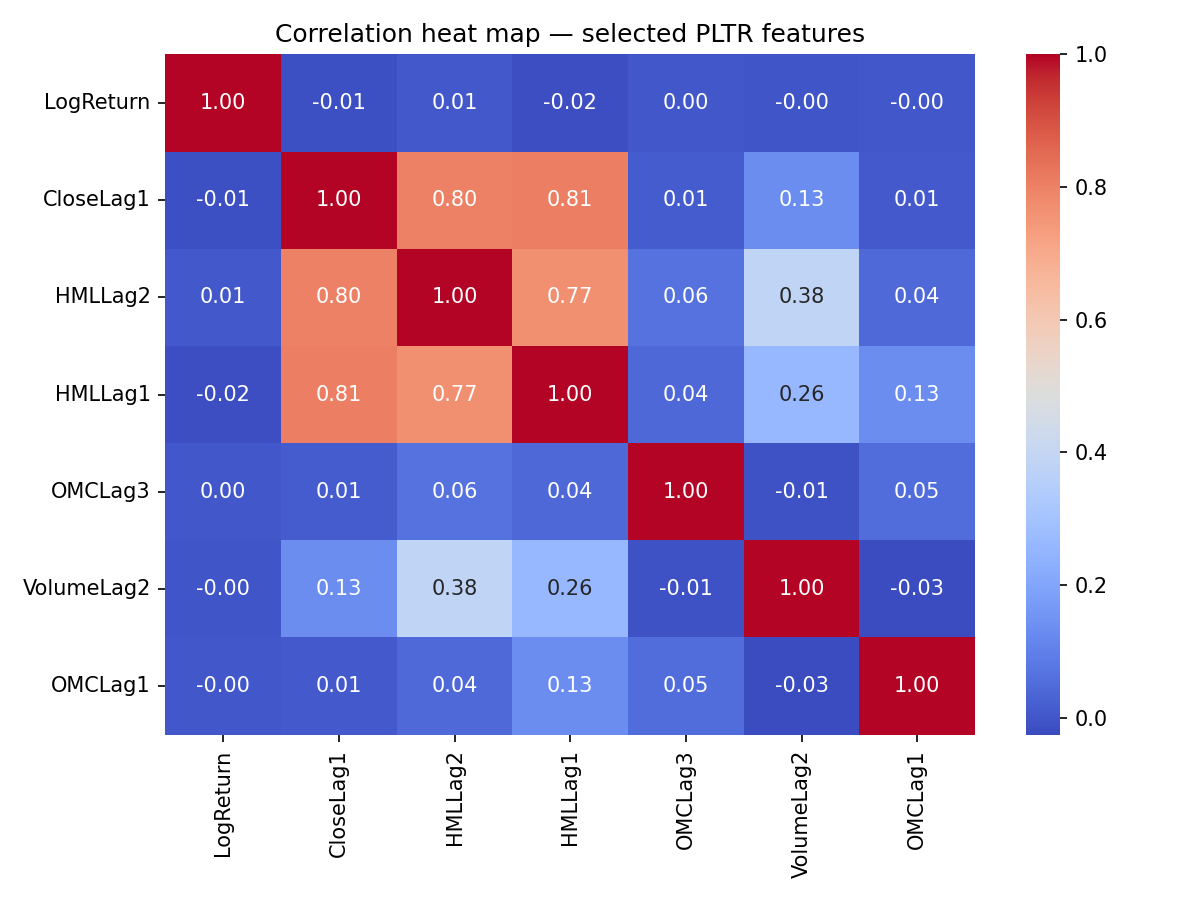 Correlation heat map — selected PLTR features
LogReturn 1.00 -0.01 0.01 -0.02 0.00 -0.00 -0.00
CloseLag1 -0.01 1.00 0.80 0.81 0.01 0.13 0.01
HMLLag2 0.01 0.80 1.00 0.77 0.06 0.38 0.04
HMLLag1 -0.02 0.81 0.77 1.00 0.04 0.26 0.13
OMCLag3 0.00 0.01 0.06 0.04 1.00 -0.01 0.05
VolumeLag2 -0.00 0.13 0.38 0.26 -0.01 1.00 -0.03
OMCLag1 -0.00 0.01 0.04 0.13 0.05 -0.03 1.00
LogReturn CloseLag1 HMLLag2 HMLLag1 OMCLag3 VolumeLag2 OMCLag1
1.0
0.8
0.6
0.4
0.2
0.0